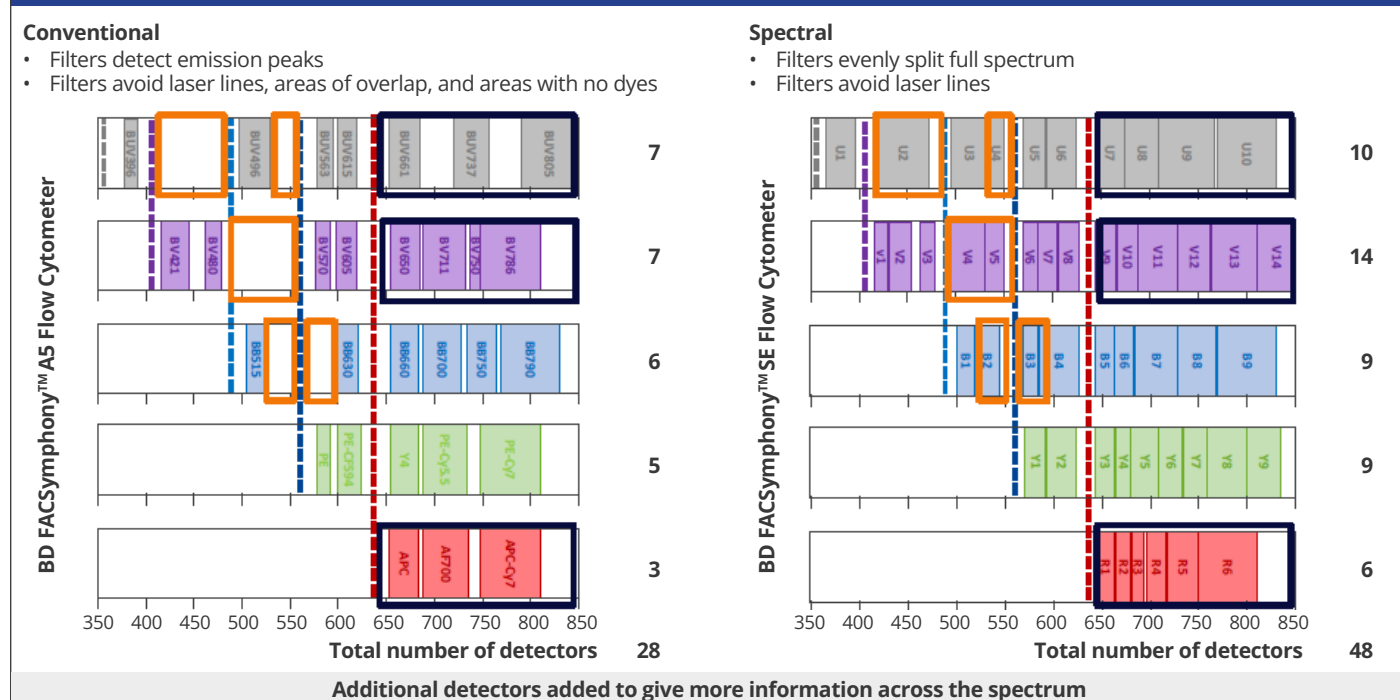 Conventional
• Filters detect emission peaks
• Filters avoid laser lines, areas of overlap, and areas with no dyes
BD FACSymphony™ A5 Flow Cytometer
BUV396 BUV496 BUV563 BUV615 BUV661 BUV737 BUV805
7
BV421 BV480 BV570 BV605 BV650 BV711 BV750 BV786
7
BB515 BB630 BB660 BB700 BB750 BB790
6
PE PE-CF594 Y4 PE-Cy5.5 PE-Cy7
5
APC AF700 APC-Cy7
3
350 400 450 500 550 600 650 700 750 800 850
Total number of detectors 28
Spectral
• Filters evenly split full spectrum
• Filters avoid laser lines
BD FACSymphony™ SE Flow Cytometer
U1 U2 U3 U4 U5 U6 U7 U8 U9 U10
10
V1 V2 V3 V4 V5 V6 V7 V8 V9 V10 V11 V12 V13 V14
14
B1 B2 B3 B4 B5 B6 B7 B8 B9
9
Y1 Y2 Y3 Y4 Y5 Y6 Y7 Y8 Y9
9
R1 R2 R3 R4 R5 R6
6
350 400 450 500 550 600 650 700 750 800 850
Total number of detectors 48
Additional detectors added to give more information across the spectrum